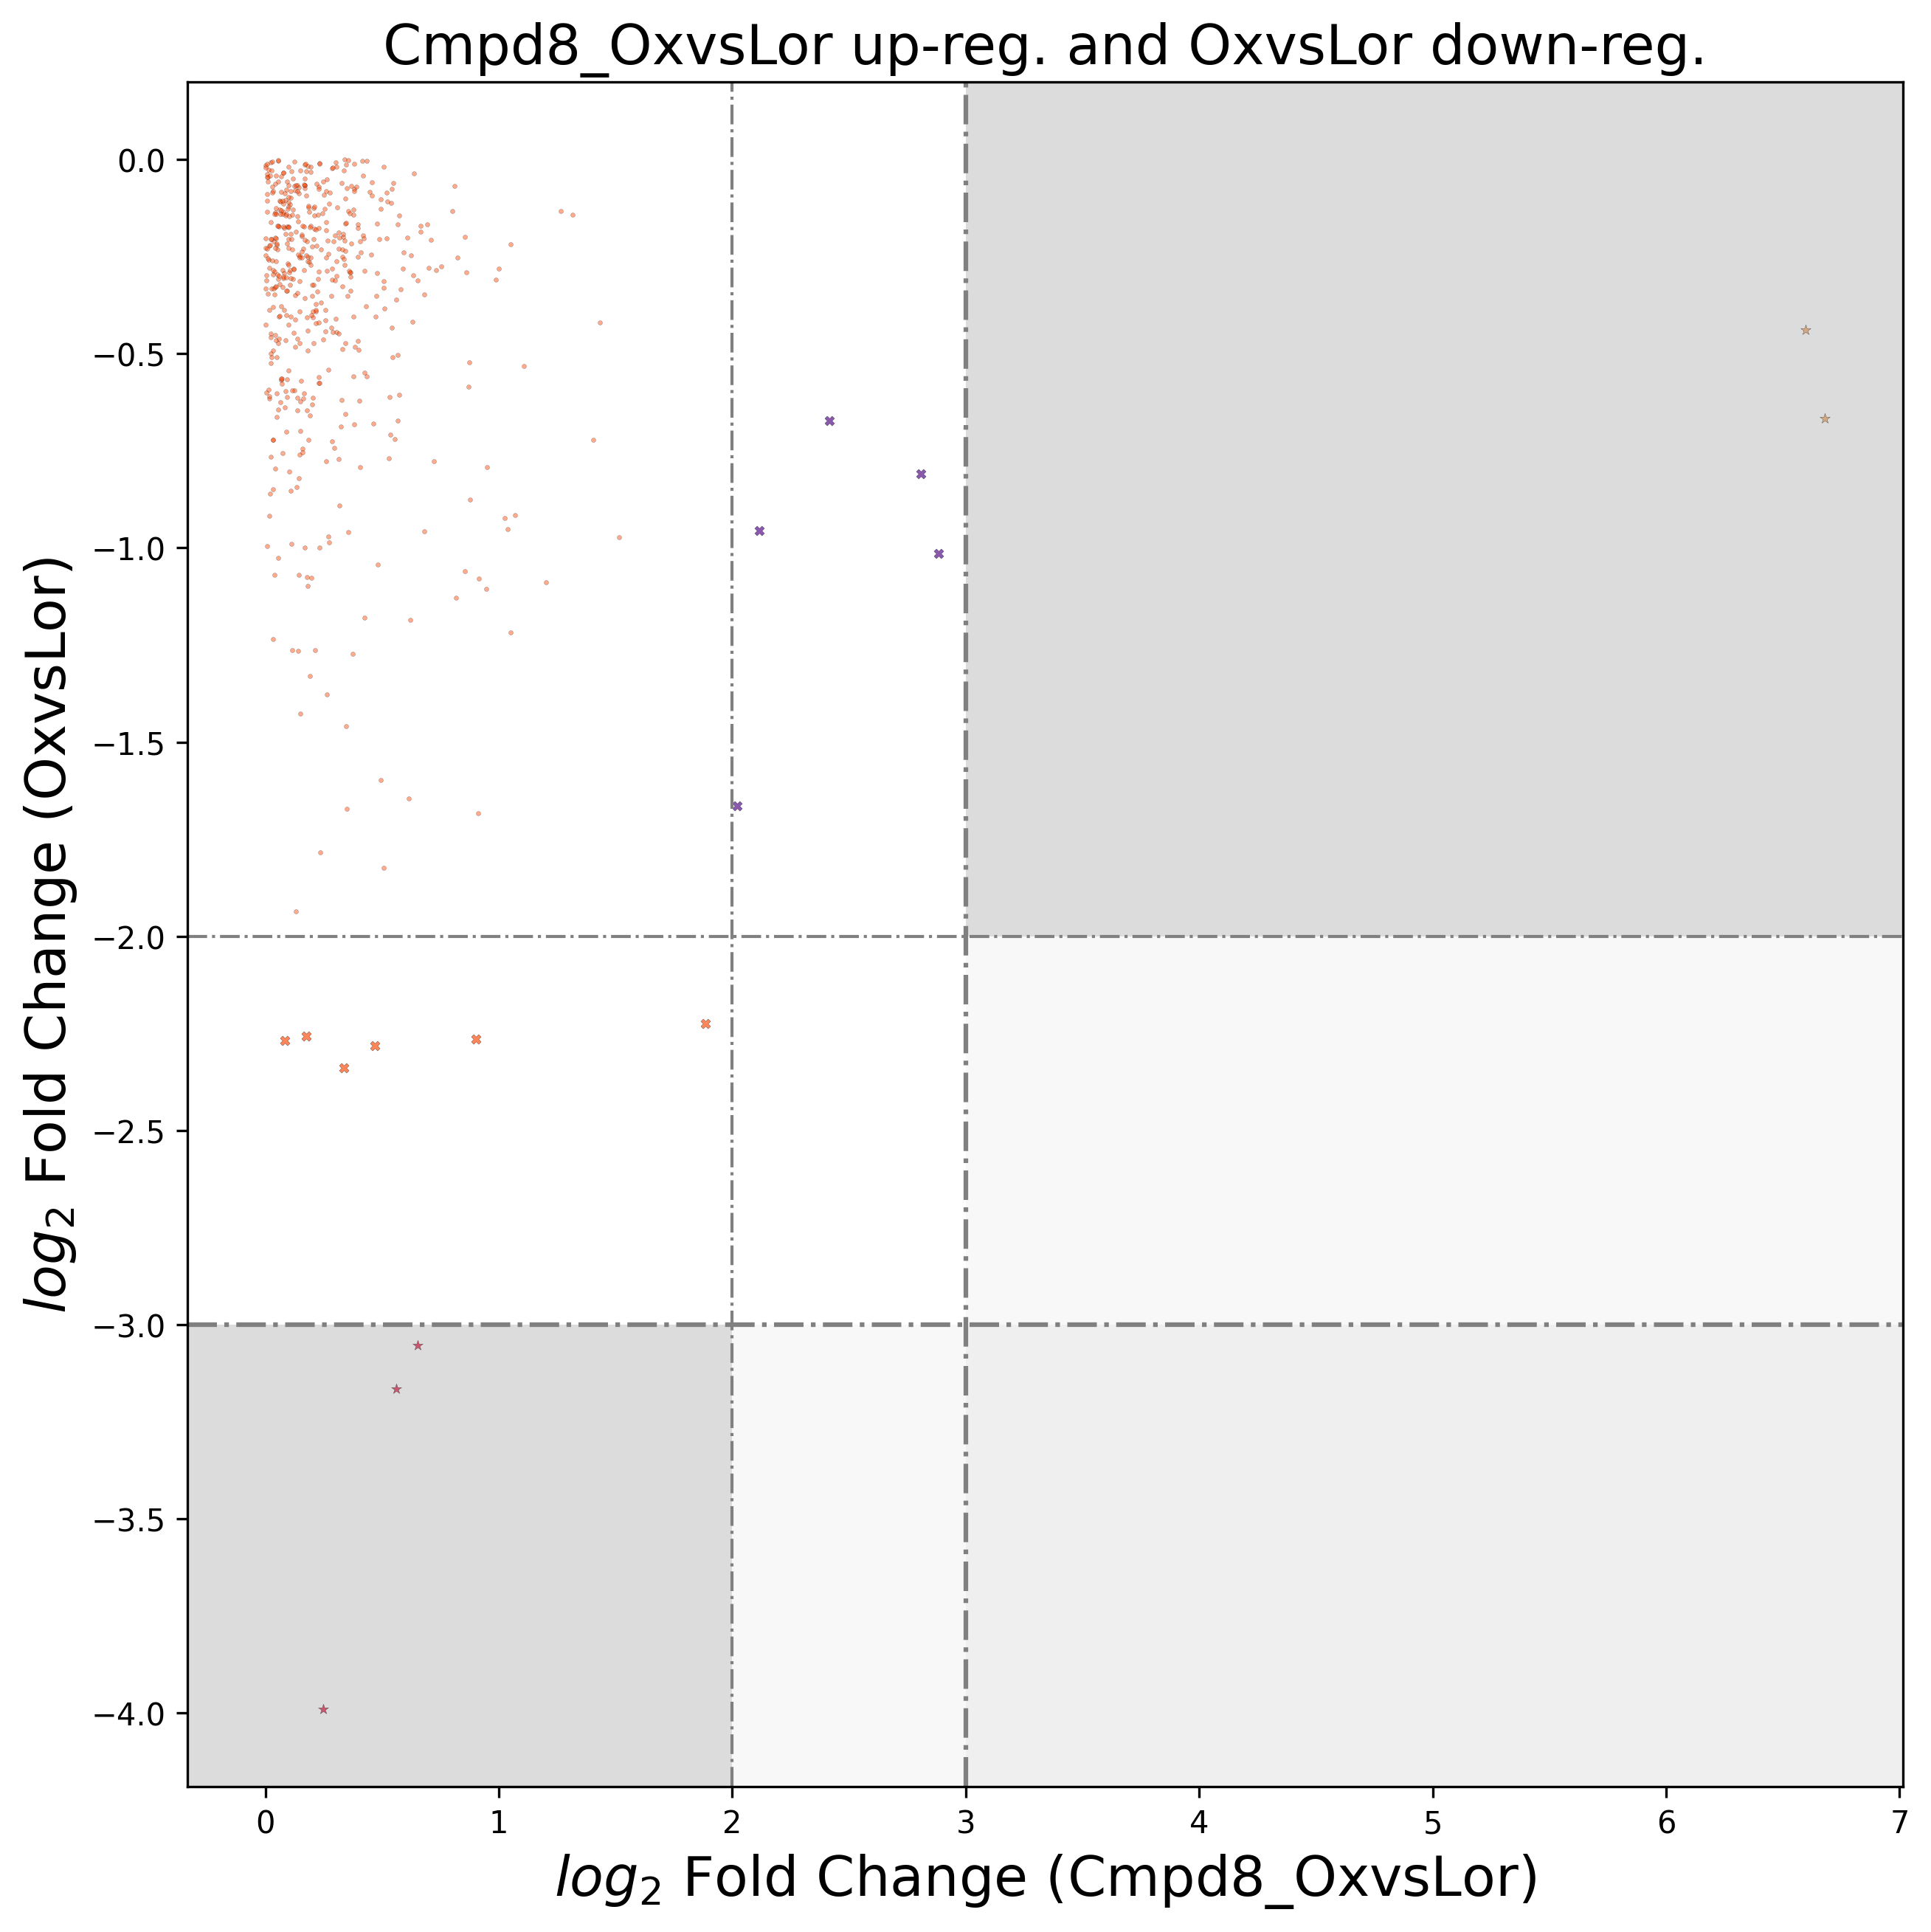 Cmpd8_OxvsLor up-reg. and OxvsLor down-reg.
log2 Fold Change (OxvsLor)
0.0
−0.5
−1.0
−1.5
−2.0
−2.5
−3.0
−3.5
−4.0
0 1 2 3 4 5 6 7
log2 Fold Change (Cmpd8_OxvsLor)